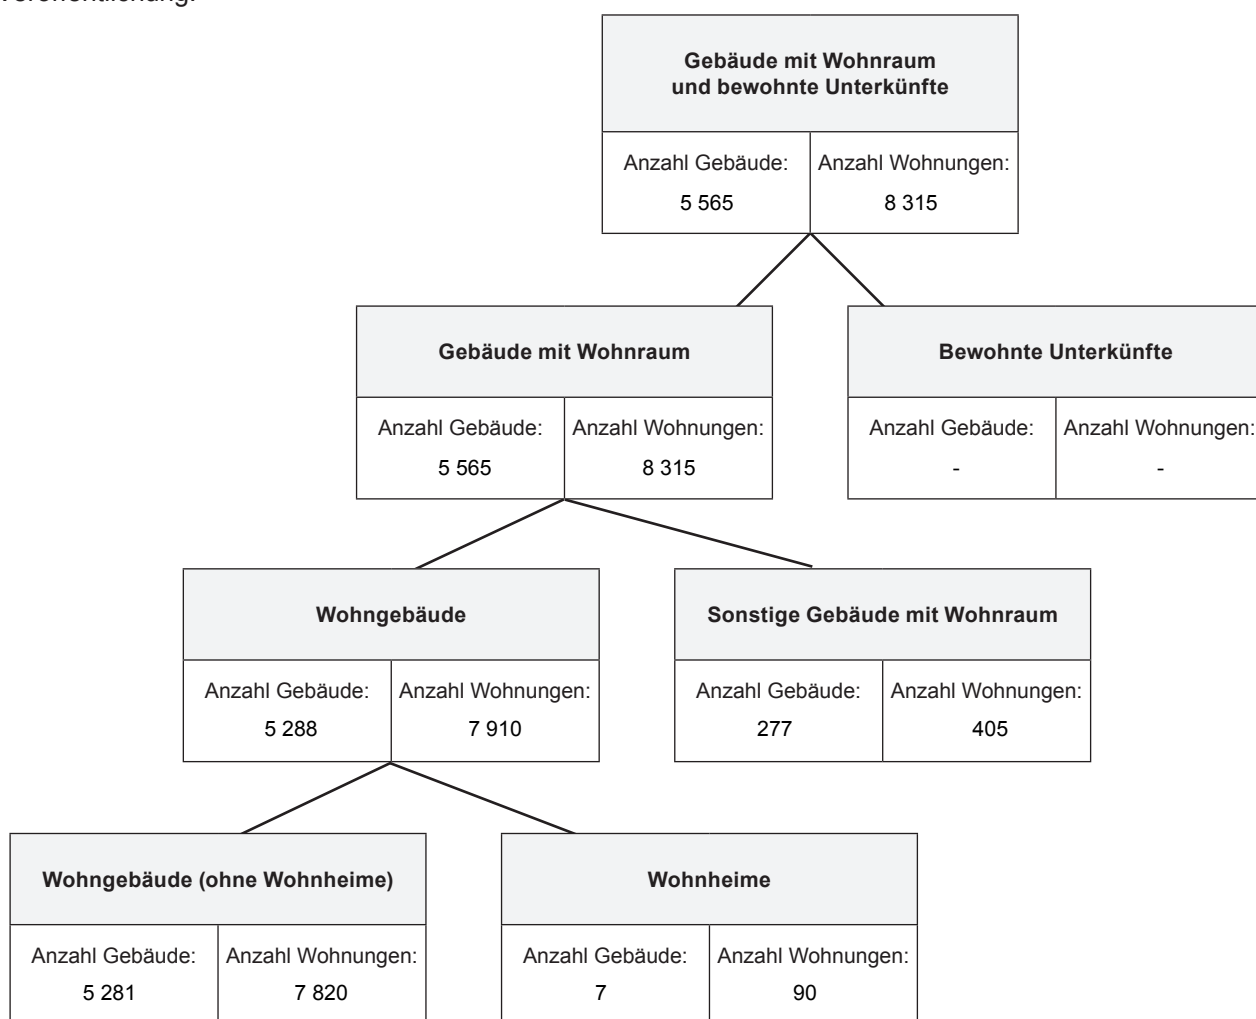 Veröffentlichung.
Gebäude mit Wohnraum
und bewohnte Unterkünfte
Anzahl Gebäude:
5 565
Anzahl Wohnungen:
8 315
Gebäude mit Wohnraum
Anzahl Gebäude:
5 565
Anzahl Wohnungen:
8 315
Bewohnte Unterkünfte
Anzahl Gebäude:
-
Anzahl Wohnungen:
-
Wohngebäude
Anzahl Gebäude:
5 288
Anzahl Wohnungen:
7 910
Sonstige Gebäude mit Wohnraum
Anzahl Gebäude:
277
Anzahl Wohnungen:
405
Wohngebäude (ohne Wohnheime)
Anzahl Gebäude:
5 281
Anzahl Wohnungen:
7 820
Wohnheime
Anzahl Gebäude:
7
Anzahl Wohnungen:
90